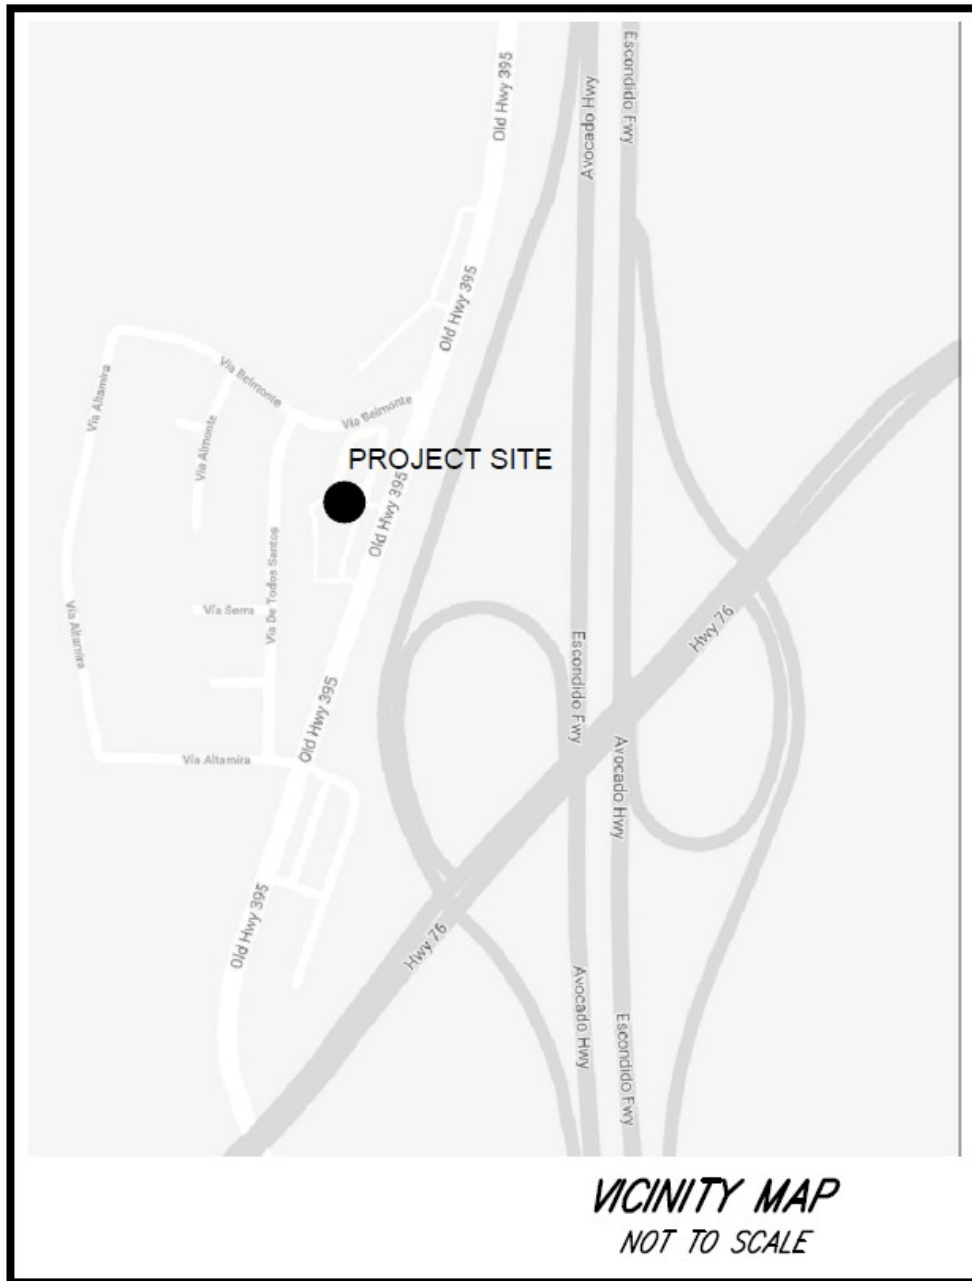 Old Hwy 395
Avocado Hwy
Escondido Fwy
Old Hwy 395
Via Belmonte
Via Altamira
Via Belmonte
Via Almonte
PROJECT SITE
Old Hwy 395
Via De Todos Santos
Via Serra
Via Altamira
Hwy 76
Escondido Fwy
Old Hwy 395
Via Altamira
Avocado Hwy
Old Hwy 395
Hwy 76
Avocado Hwy
Escondido Fwy
VICINITY MAP
NOT TO SCALE